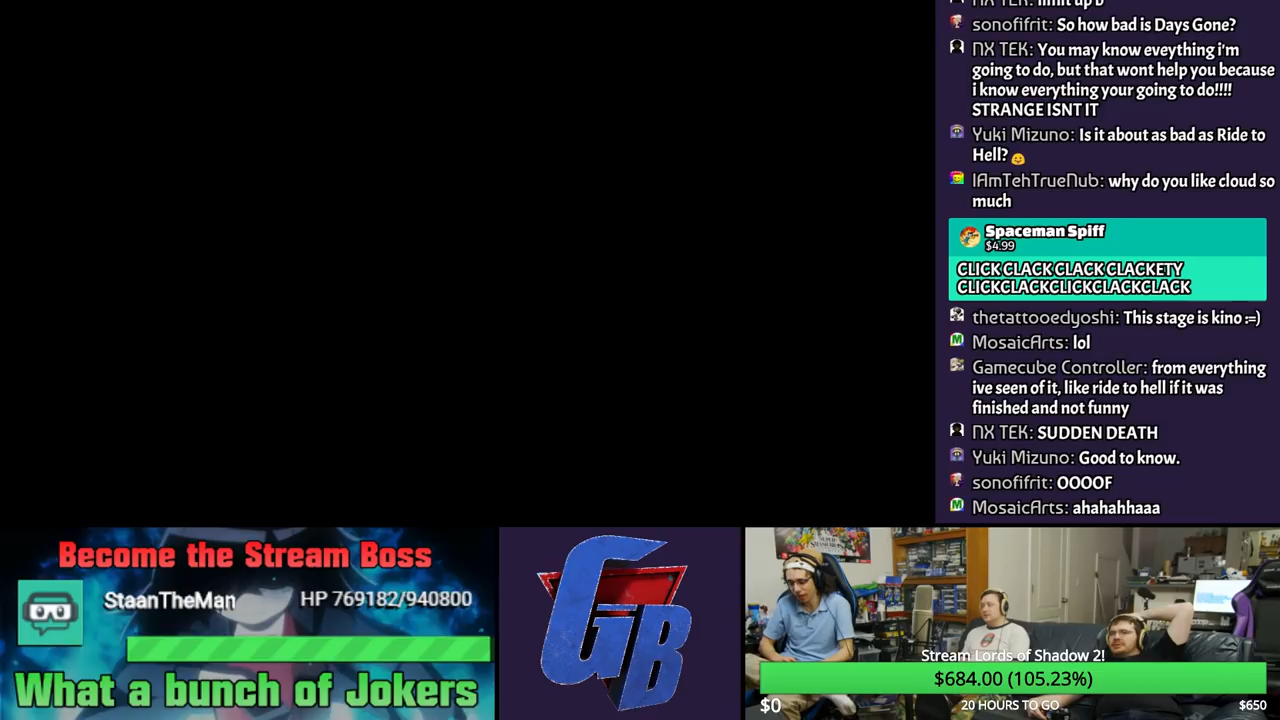 NX TEK: limit up b
sonofifrit: So how bad is Days Gone?
NX TEK: You may know eveything i'm
going to do, but that wont help you because
i know everything your going to do!!!!
STRANGE ISNT IT
Yuki Mizuno: Is it about as bad as Ride to
Hell?
IAmTehTrueNub: why do you like cloud so
much
Spaceman Spiff
$4.99
CLICK CLACK CLACK CLACKETY
CLICKCLACKCLICKCLACKCLACK
thetattooedyoshi: This stage is kino :=)
MosaicArts: lol
Gamecube Controller: from everything
ive seen of it, like ride to hell if it was
finished and not funny
NX TEK: SUDDEN DEATH
Yuki Mizuno: Good to know.
sonofifrit: OOOOF
MosaicArts: ahahahhaaa
Become the Stream Boss
StaanTheMan HP 769182/940800
What a bunch of Jokers
GB
Stream Lords of Shadow 2!
$684.00 (105.23%)
$0 20 HOURS TO GO $650